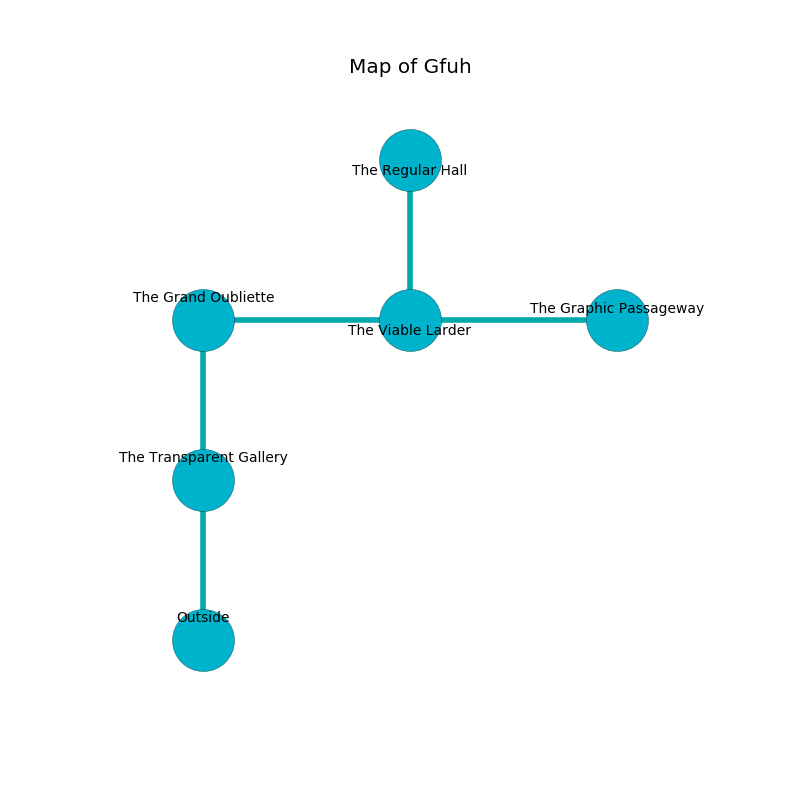 Map of Gfuh
The Regular Hall
The Grand Oubliette
The Graphic Passageway
The Viable Larder
The Transparent Gallery
Outside